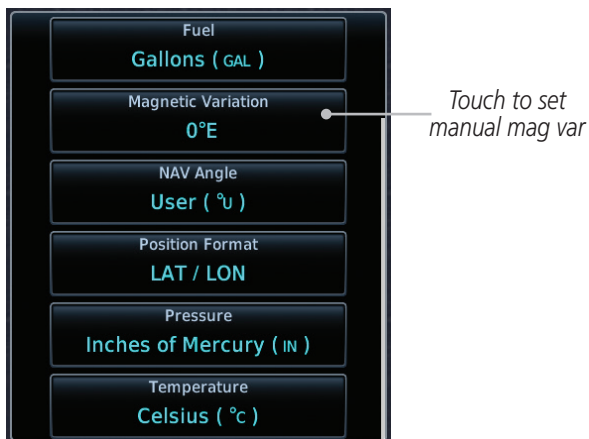 Fuel
Gallons ( GAL )
Magnetic Variation
0°E
Touch to set
manual mag var
NAV Angle
User ( °U )
Position Format
LAT / LON
Pressure
Inches of Mercury ( IN )
Temperature
Celsius ( °C )